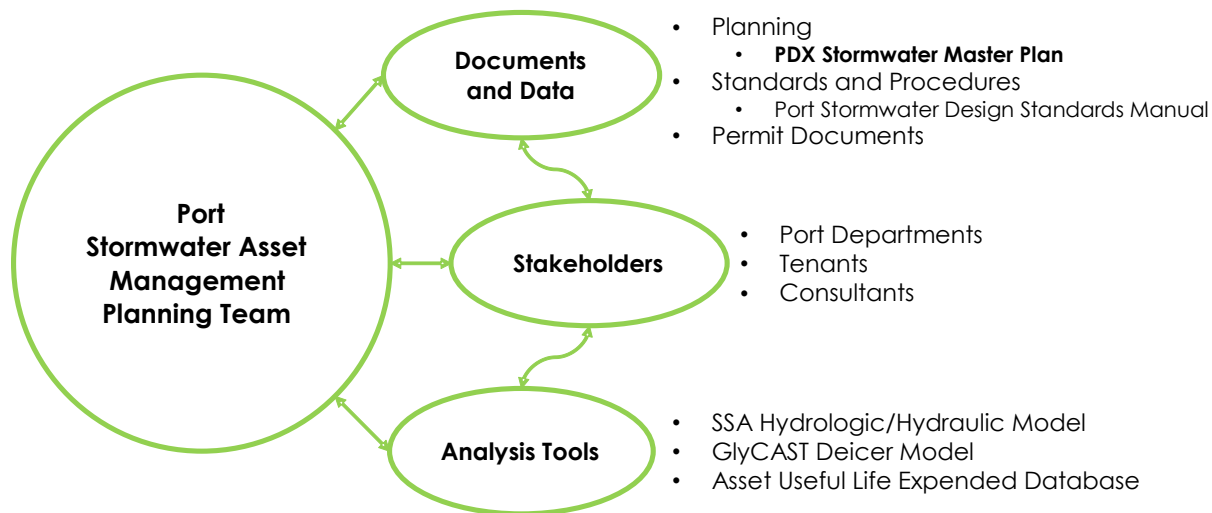 Port
Stormwater Asset
Management
Planning Team
Documents
and Data
• Planning
• PDX Stormwater Master Plan
• Standards and Procedures
• Port Stormwater Design Standards Manual
• Permit Documents
Stakeholders
• Port Departments
• Tenants
• Consultants
Analysis Tools
• SSA Hydrologic/Hydraulic Model
• GlyCAST Deicer Model
• Asset Useful Life Expended Database